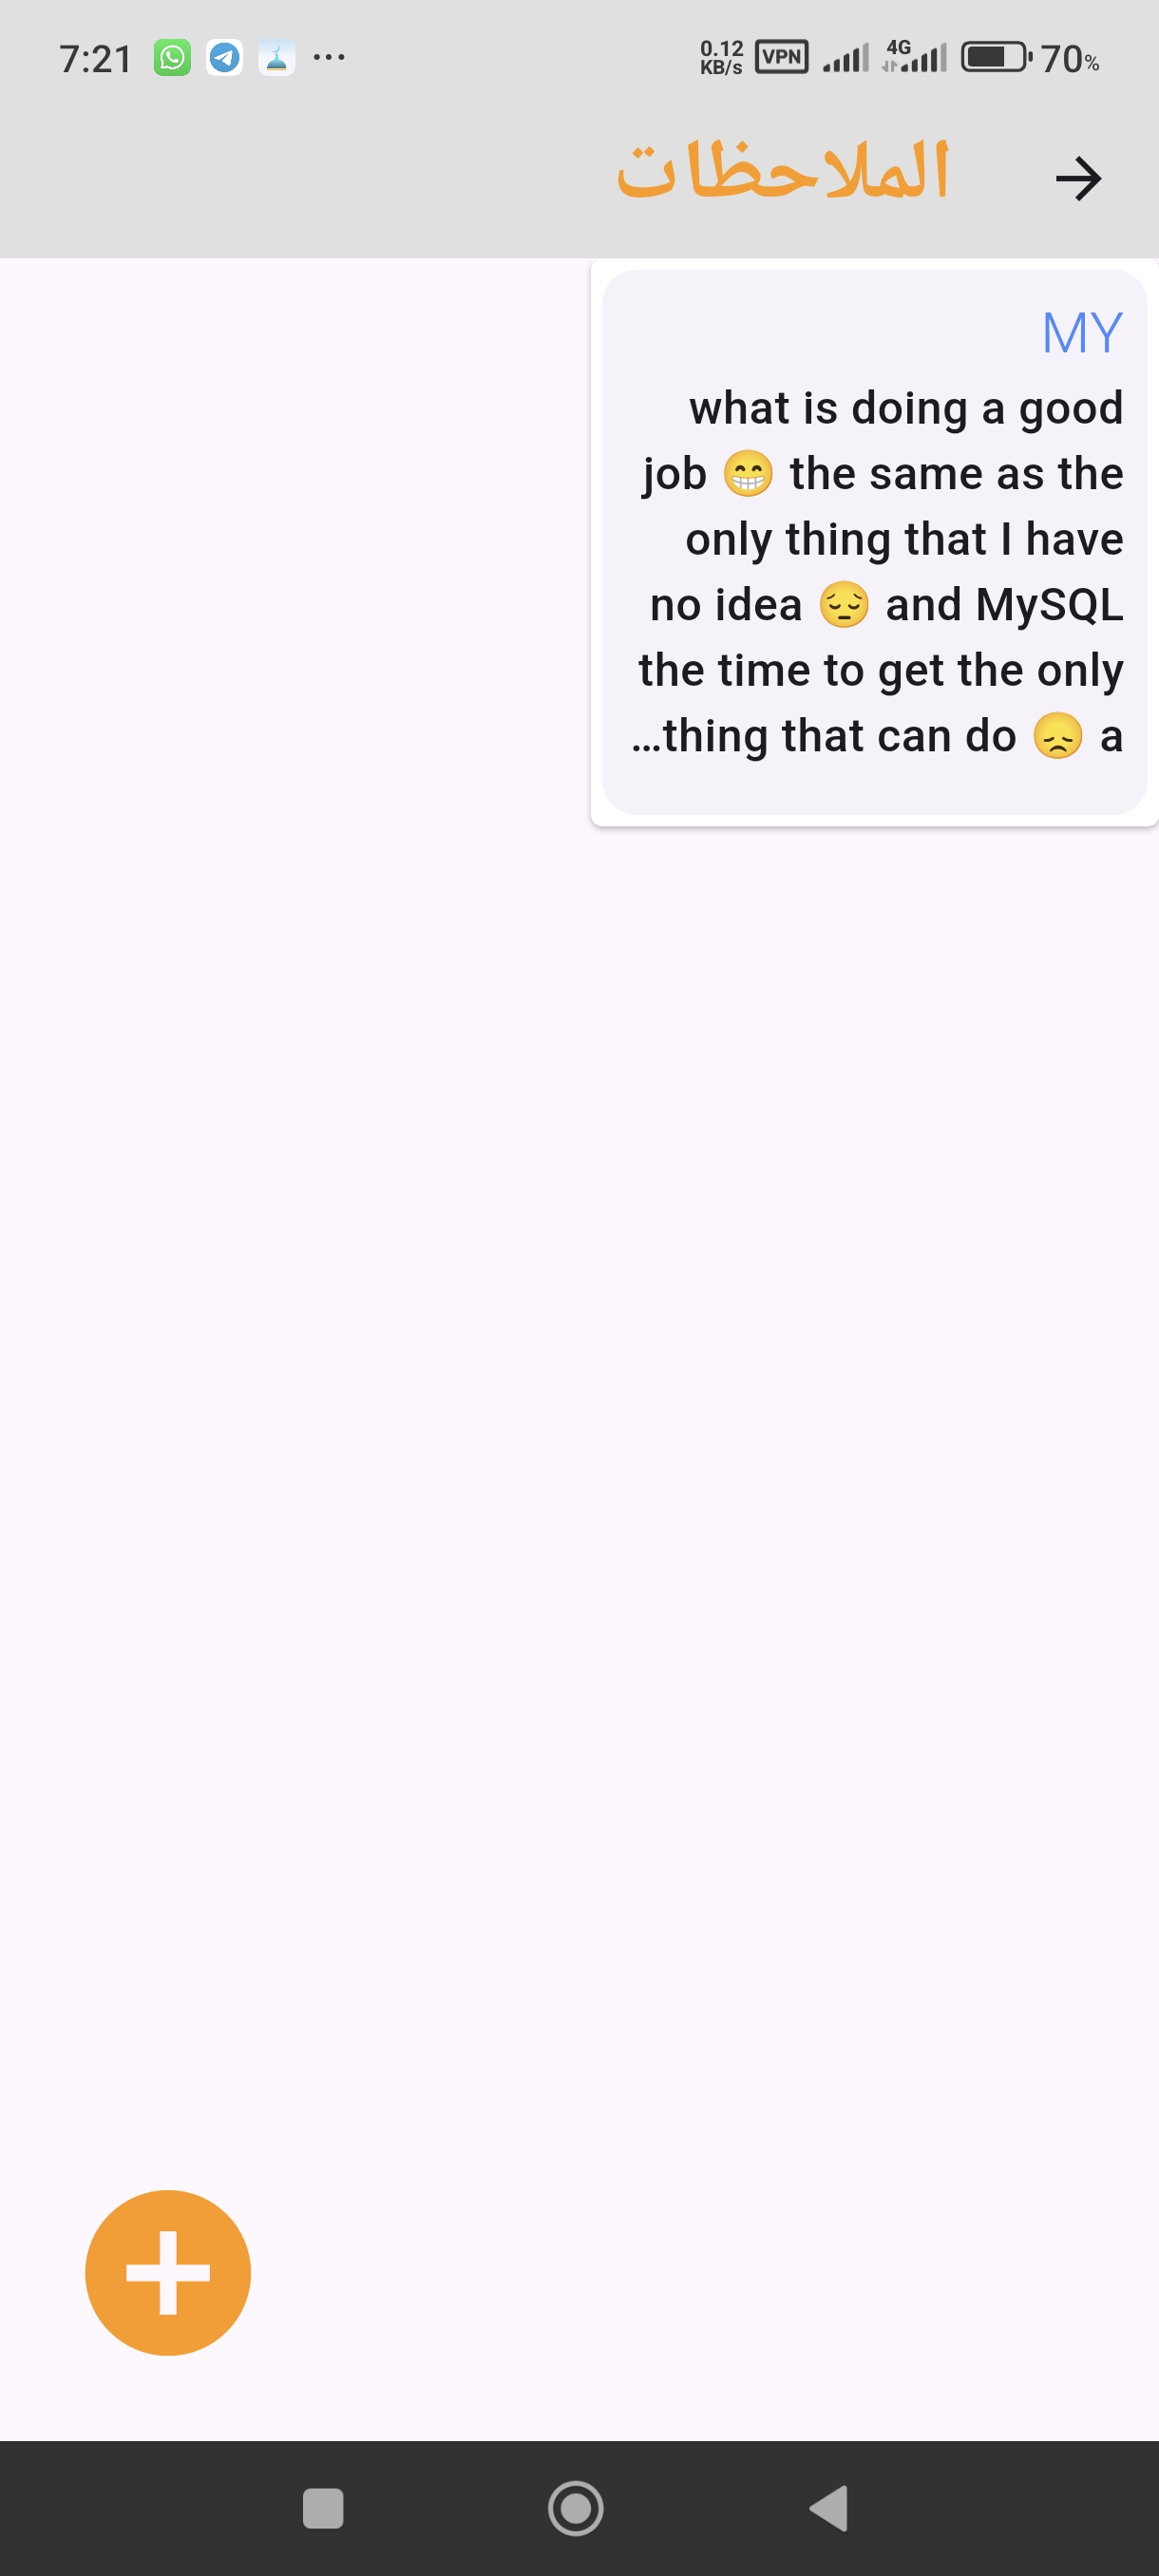 7:21 ... 0.12 KB/s VPN 4G 70%
الملاحظات
MY
what is doing a good
job 😁 the same as the
only thing that I have
no idea 😔 and MySQL
the time to get the only
thing that can do 😞 a...